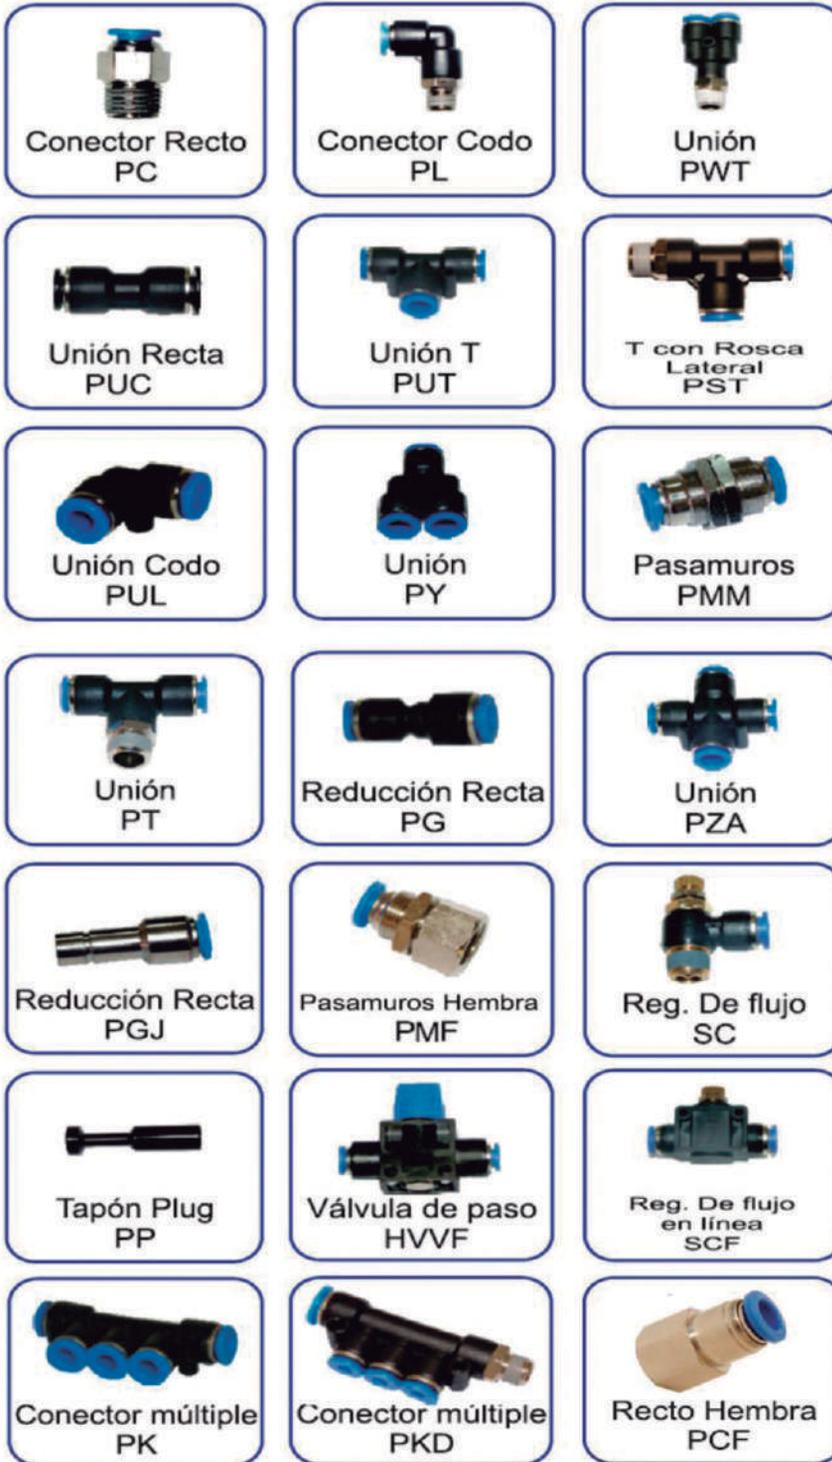 Conector Recto
PC
Conector Codo
PL
Unión
PWT
Unión Recta
PUC
Unión T
PUT
T con Rosca
Lateral
PST
Unión Codo
PUL
Unión
PY
Pasamuros
PMM
Unión
PT
Reducción Recta
PG
Unión
PZA
Reducción Recta
PGJ
Pasamuros Hembra
PMF
Reg. De flujo
SC
Tapón Plug
PP
Válvula de paso
HVVF
Reg. De flujo
en línea
SCF
Conector múltiple
PK
Conector múltiple
PKD
Recto Hembra
PCF